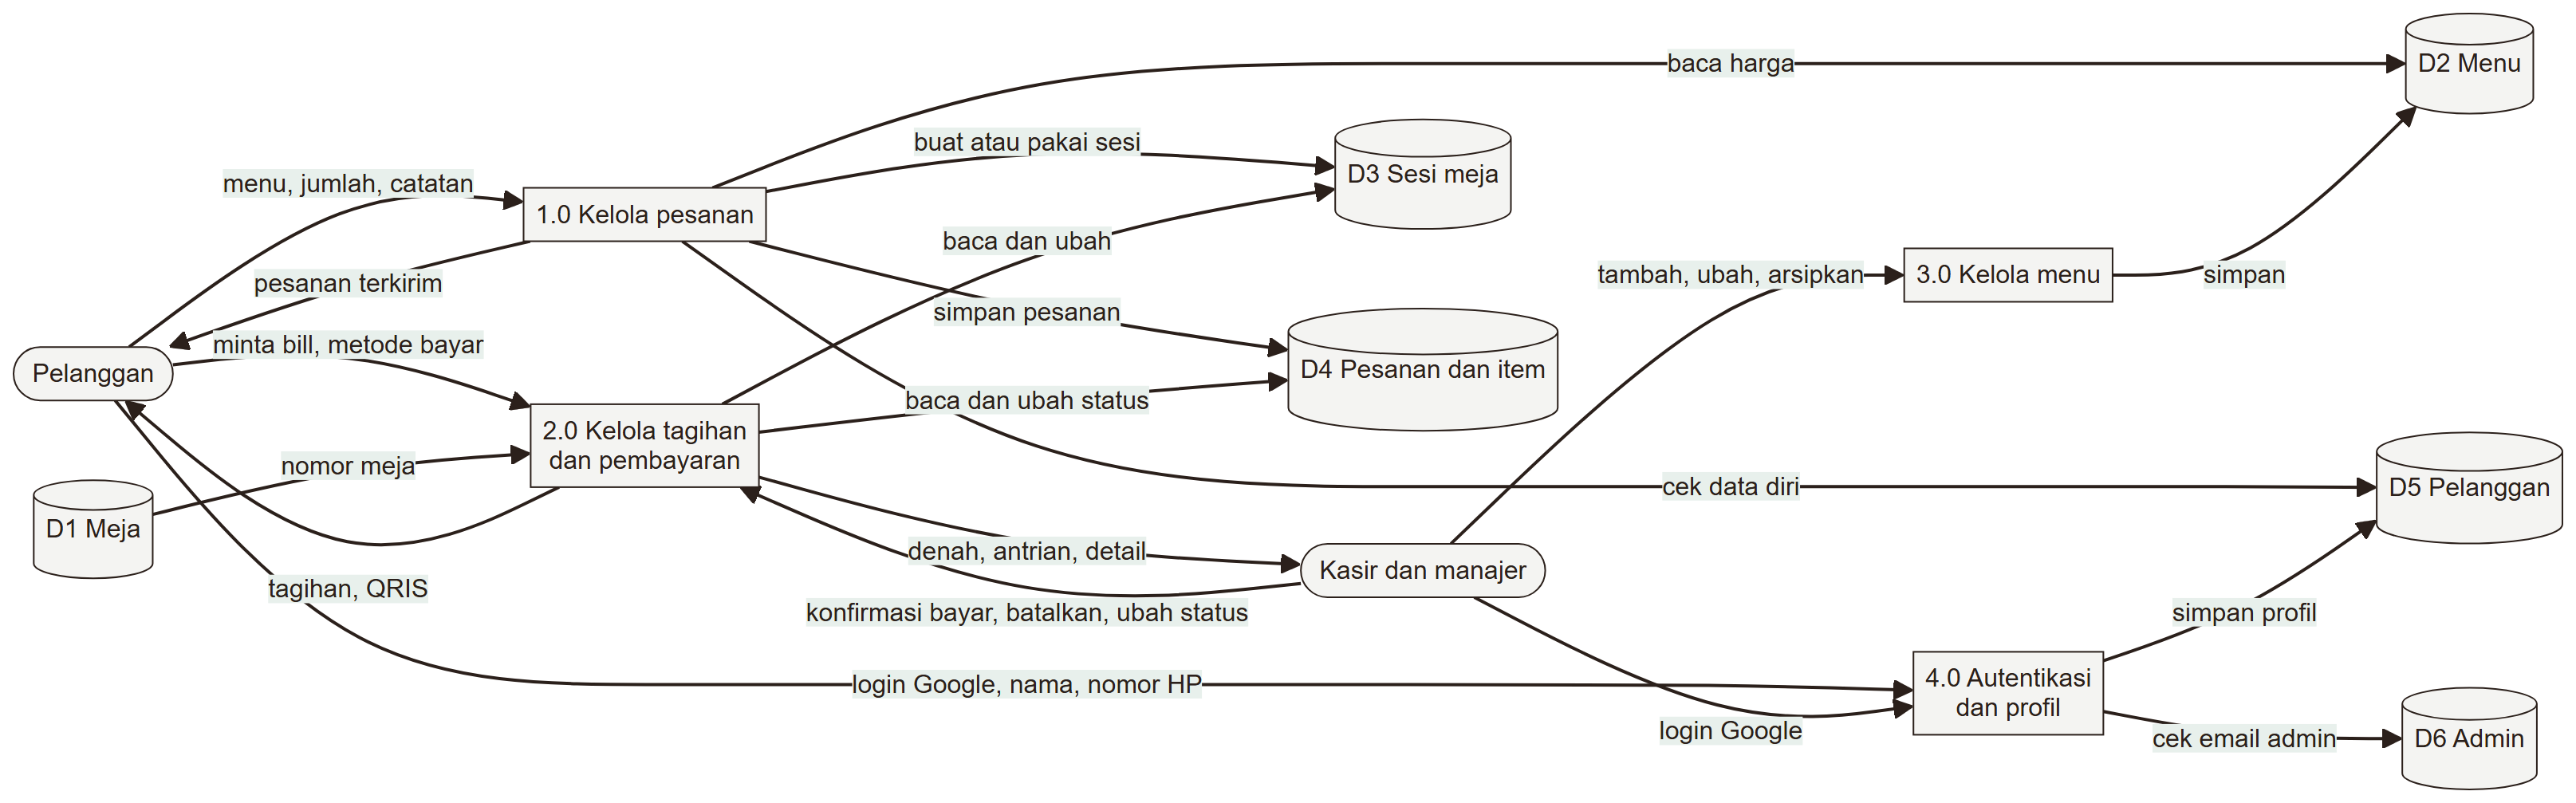 baca harga
D2 Menu
buat atau pakai sesi
D3 Sesi meja
menu, jumlah, catatan
1.0 Kelola pesanan
baca dan ubah
pesanan terkirim
tambah, ubah, arsipkan
3.0 Kelola menu
simpan
simpan pesanan
minta bill, metode bayar
Pelanggan
D4 Pesanan dan item
baca dan ubah status
2.0 Kelola tagihan
dan pembayaran
nomor meja
cek data diri
D5 Pelanggan
D1 Meja
denah, antrian, detail
Kasir dan manajer
tagihan, QRIS
konfirmasi bayar, batalkan, ubah status
simpan profil
login Google, nama, nomor HP
4.0 Autentikasi
dan profil
login Google
cek email admin
D6 Admin